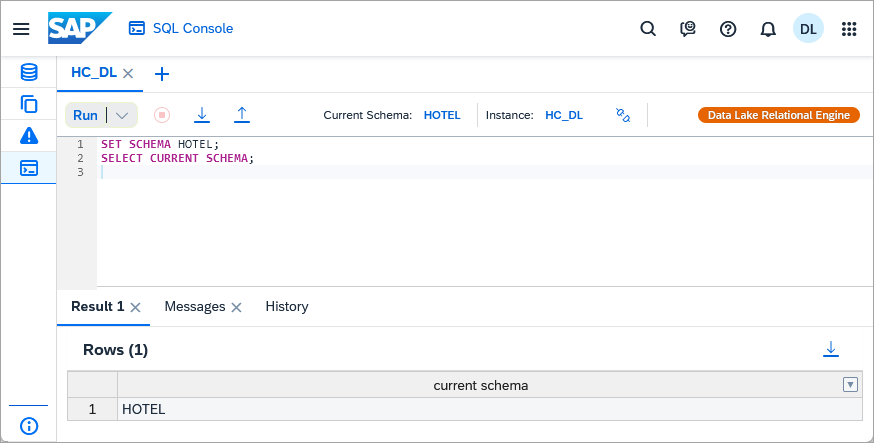 SAP SQL Console DL
HC_DL
Run Current Schema: HOTEL Instance: HC_DL Data Lake Relational Engine
1 SET SCHEMA HOTEL;
2 SELECT CURRENT SCHEMA;
3
Result 1 Messages History
Rows (1)
current schema
1 HOTEL